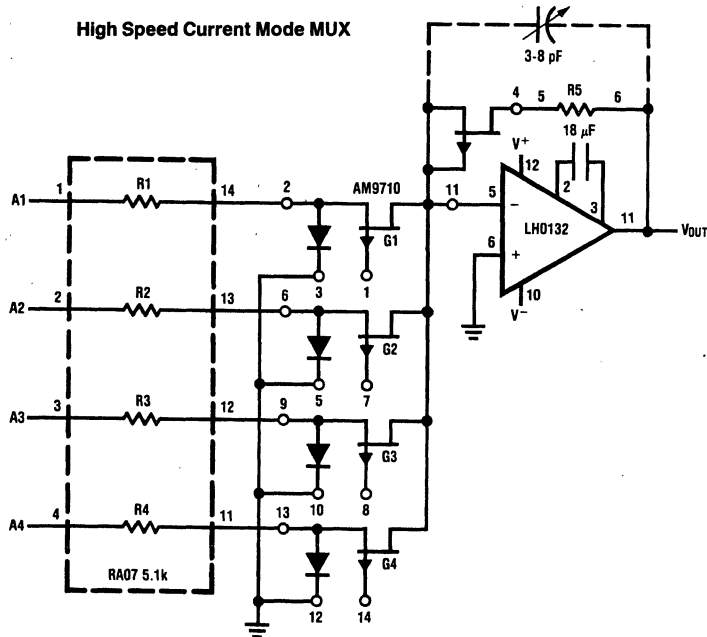 High Speed Current Mode MUX
3-8 pF
4
5
R5
6
18 µF
V+
12
2
3
A1
1
R1
14
2
AM9710
11
5
−
LH0132
11
VOUT
G1
6
+
3
1
10
V−
A2
2
R2
13
6
G2
5
7
A3
3
R3
12
9
G3
10
8
A4
4
R4
11
13
G4
RA07 5.1k
12
14